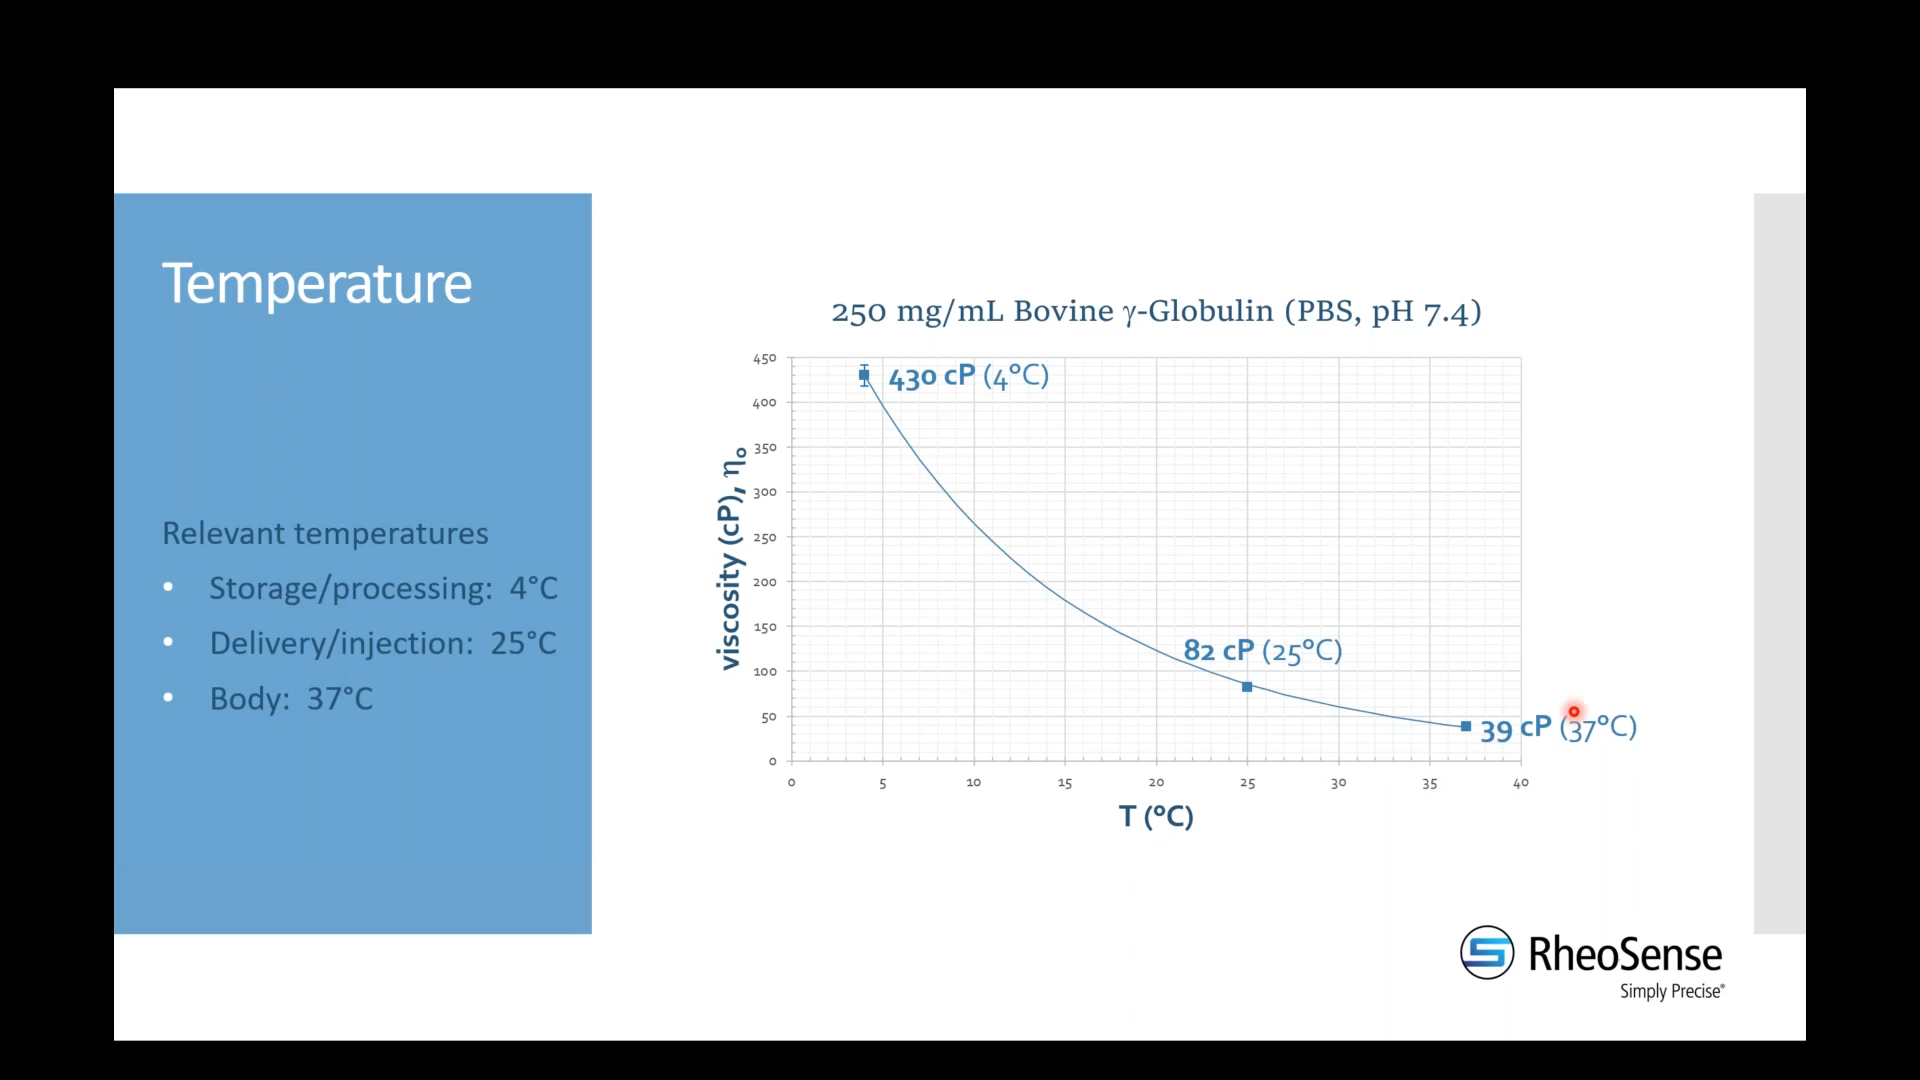 Temperature
Relevant temperatures
• Storage/processing: 4°C
• Delivery/injection: 25°C
• Body: 37°C
250 mg/mL Bovine γ-Globulin (PBS, pH 7.4)
viscosity (cP), η₀
450
400
350
300
250
200
150
100
50
0
430 cP (4°C)
82 cP (25°C)
39 cP (37°C)
0 5 10 15 20 25 30 35 40
T (°C)
RheoSense
Simply Precise®